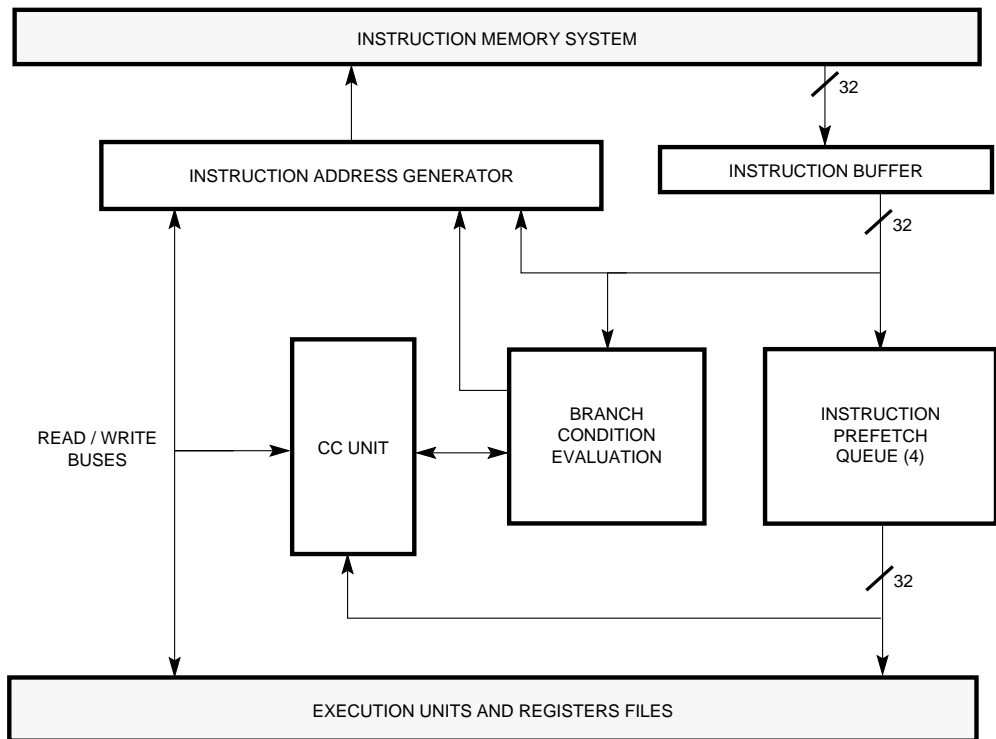 INSTRUCTION MEMORY SYSTEM
32
INSTRUCTION ADDRESS GENERATOR
INSTRUCTION BUFFER
32
READ / WRITE
BUSES
CC UNIT
BRANCH
CONDITION
EVALUATION
INSTRUCTION
PREFETCH
QUEUE (4)
32
EXECUTION UNITS AND REGISTERS FILES